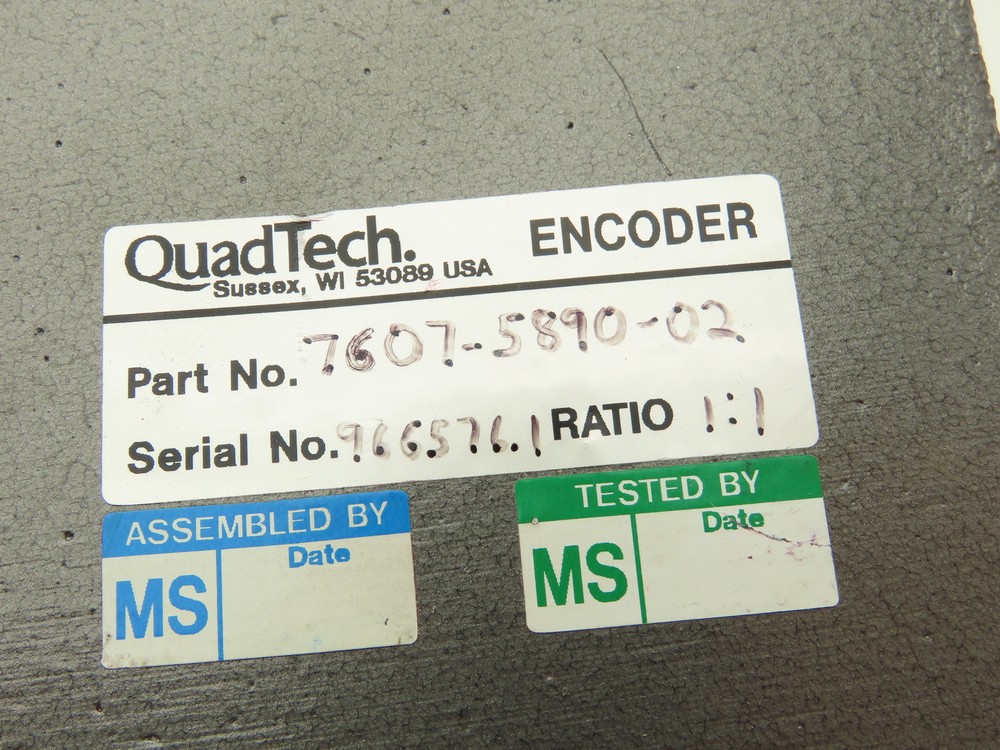 QuadTech. ENCODER
Sussex, WI 53089 USA
Part No. 7607-5890-02
Serial No. 966576.1 RATIO 1:1
ASSEMBLED BY
Date
MS
TESTED BY
Date
MS